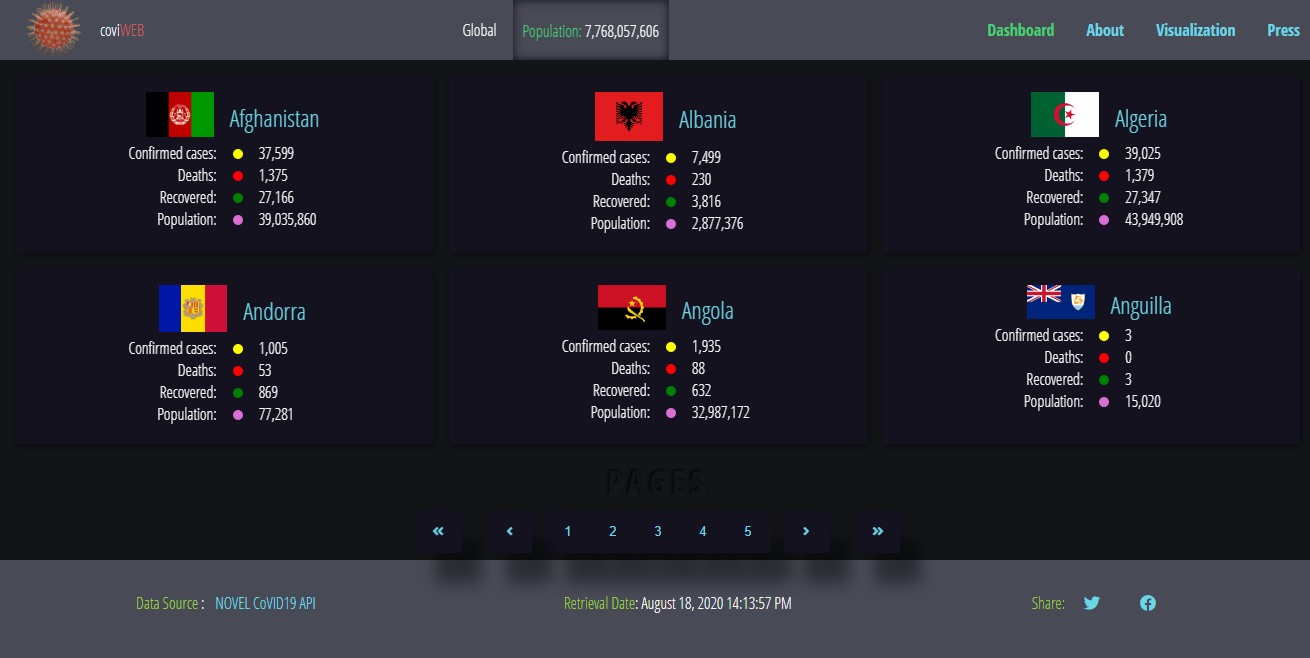 coviWEB Global Population: 7,768,057,606 Dashboard About Visualization Press
Afghanistan
Confirmed cases: 37,599
Deaths: 1,375
Recovered: 27,166
Population: 39,035,860
Albania
Confirmed cases: 7,499
Deaths: 230
Recovered: 3,816
Population: 2,877,376
Algeria
Confirmed cases: 39,025
Deaths: 1,379
Recovered: 27,347
Population: 43,949,908
Andorra
Confirmed cases: 1,005
Deaths: 53
Recovered: 869
Population: 77,281
Angola
Confirmed cases: 1,935
Deaths: 88
Recovered: 632
Population: 32,987,172
Anguilla
Confirmed cases: 3
Deaths: 0
Recovered: 3
Population: 15,020
PAGES
« ‹ 1 2 3 4 5 › »
Data Source : NOVEL CoVID19 API Retrieval Date: August 18, 2020 14:13:57 PM Share: